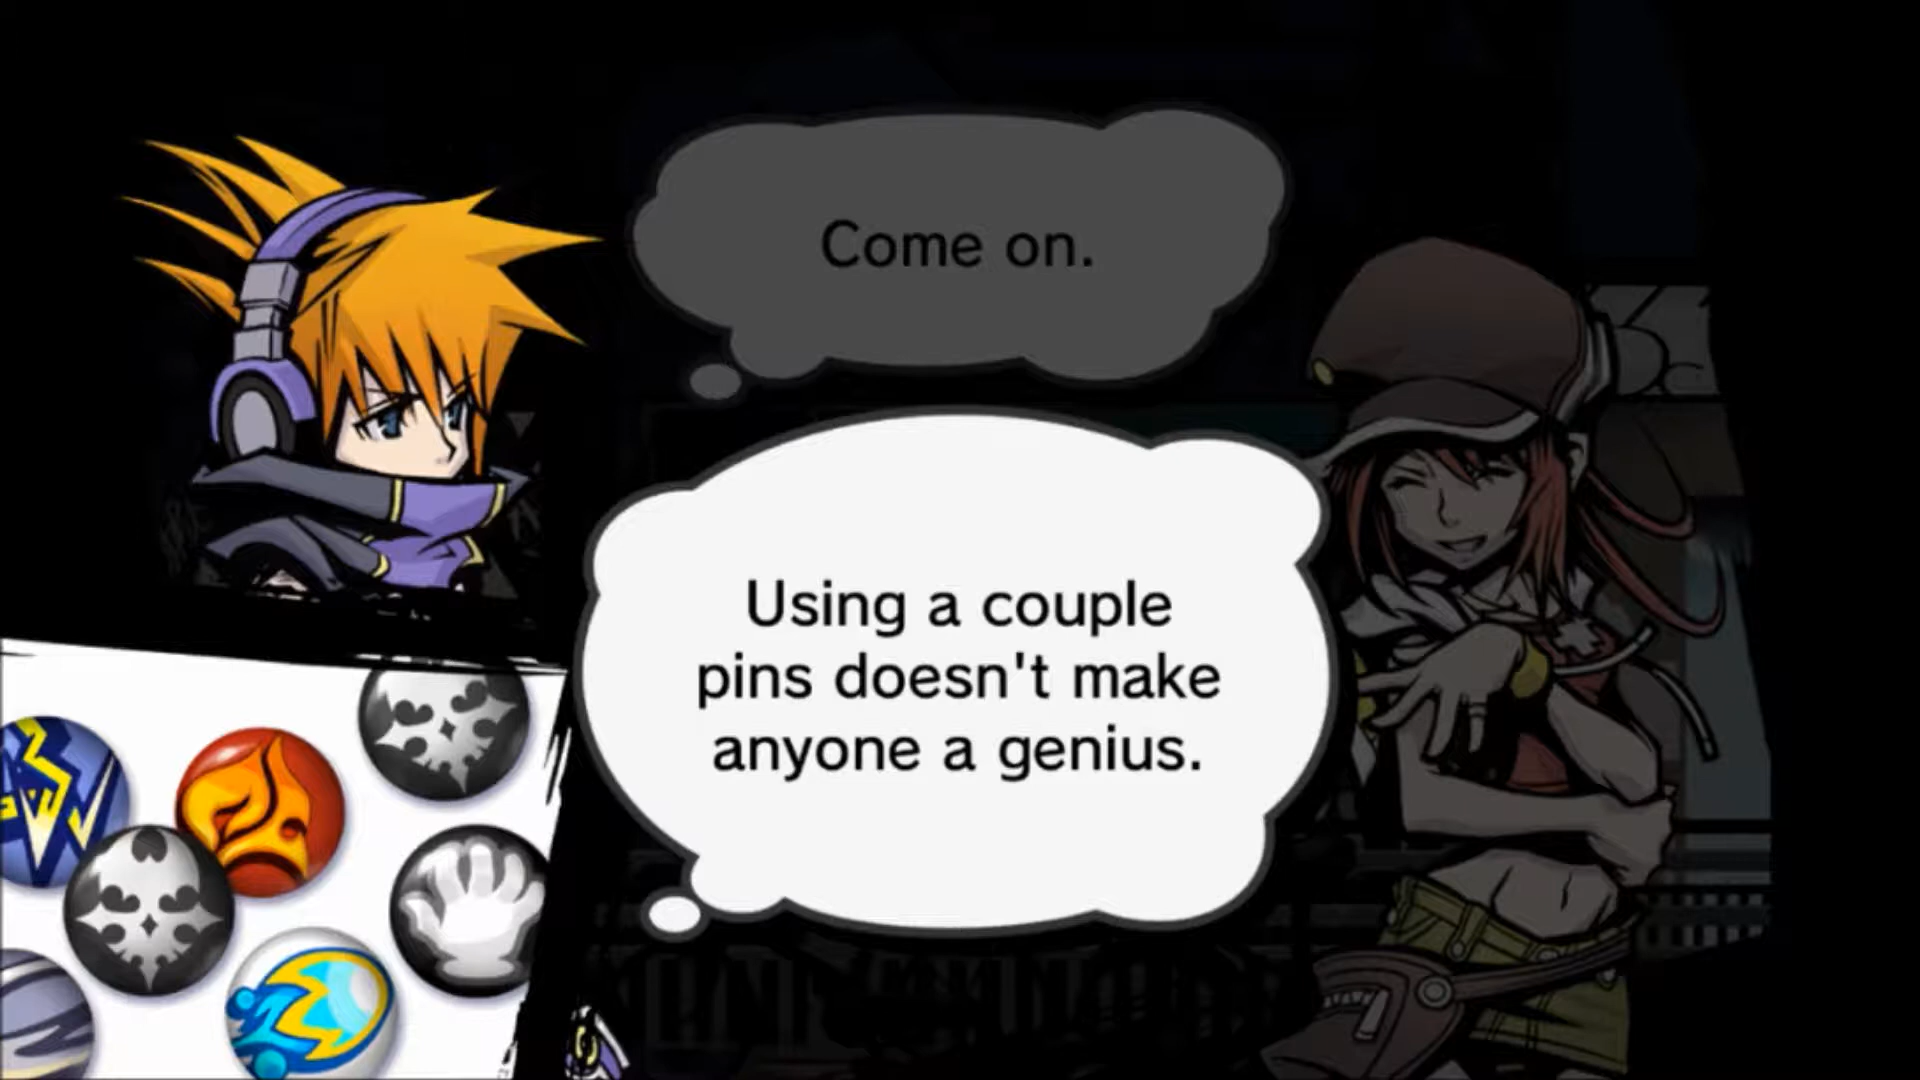 Come on.
Using a couple
pins doesn't make
anyone a genius.